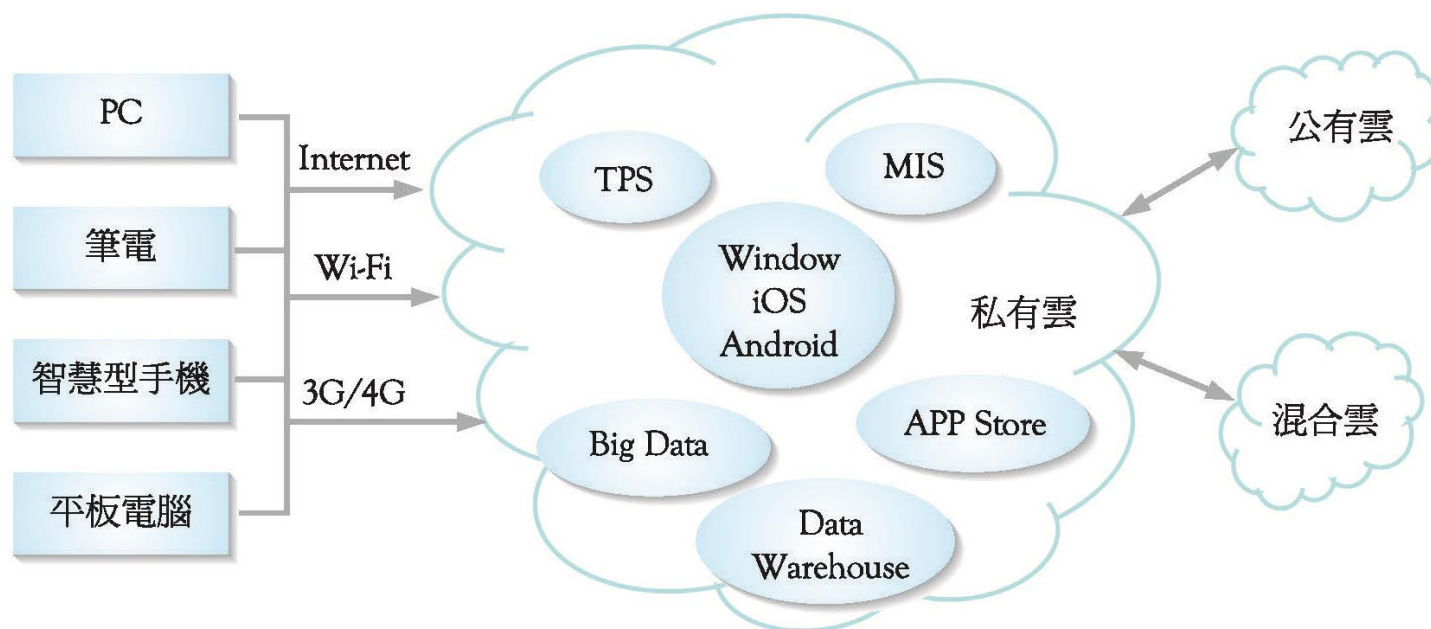 PC
筆電
智慧型手機
平板電腦
Internet
Wi-Fi
3G/4G
TPS
MIS
Window
iOS
Android
私有雲
Big Data
APP Store
Data
Warehouse
公有雲
混合雲